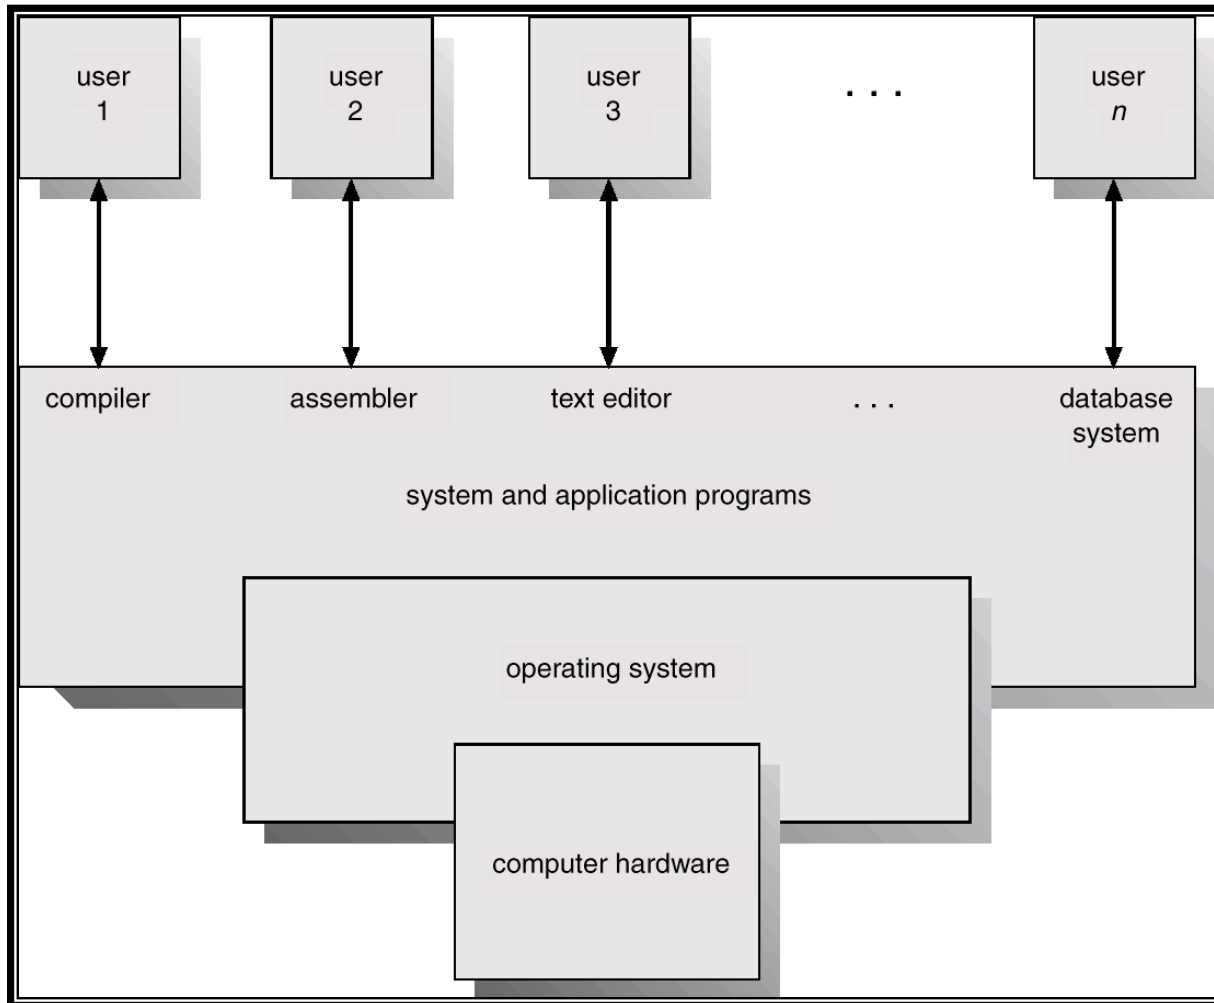 user
1
user
2
user
3
. . .
user
n
compiler
assembler
text editor
. . .
database
system
system and application programs
operating system
computer hardware